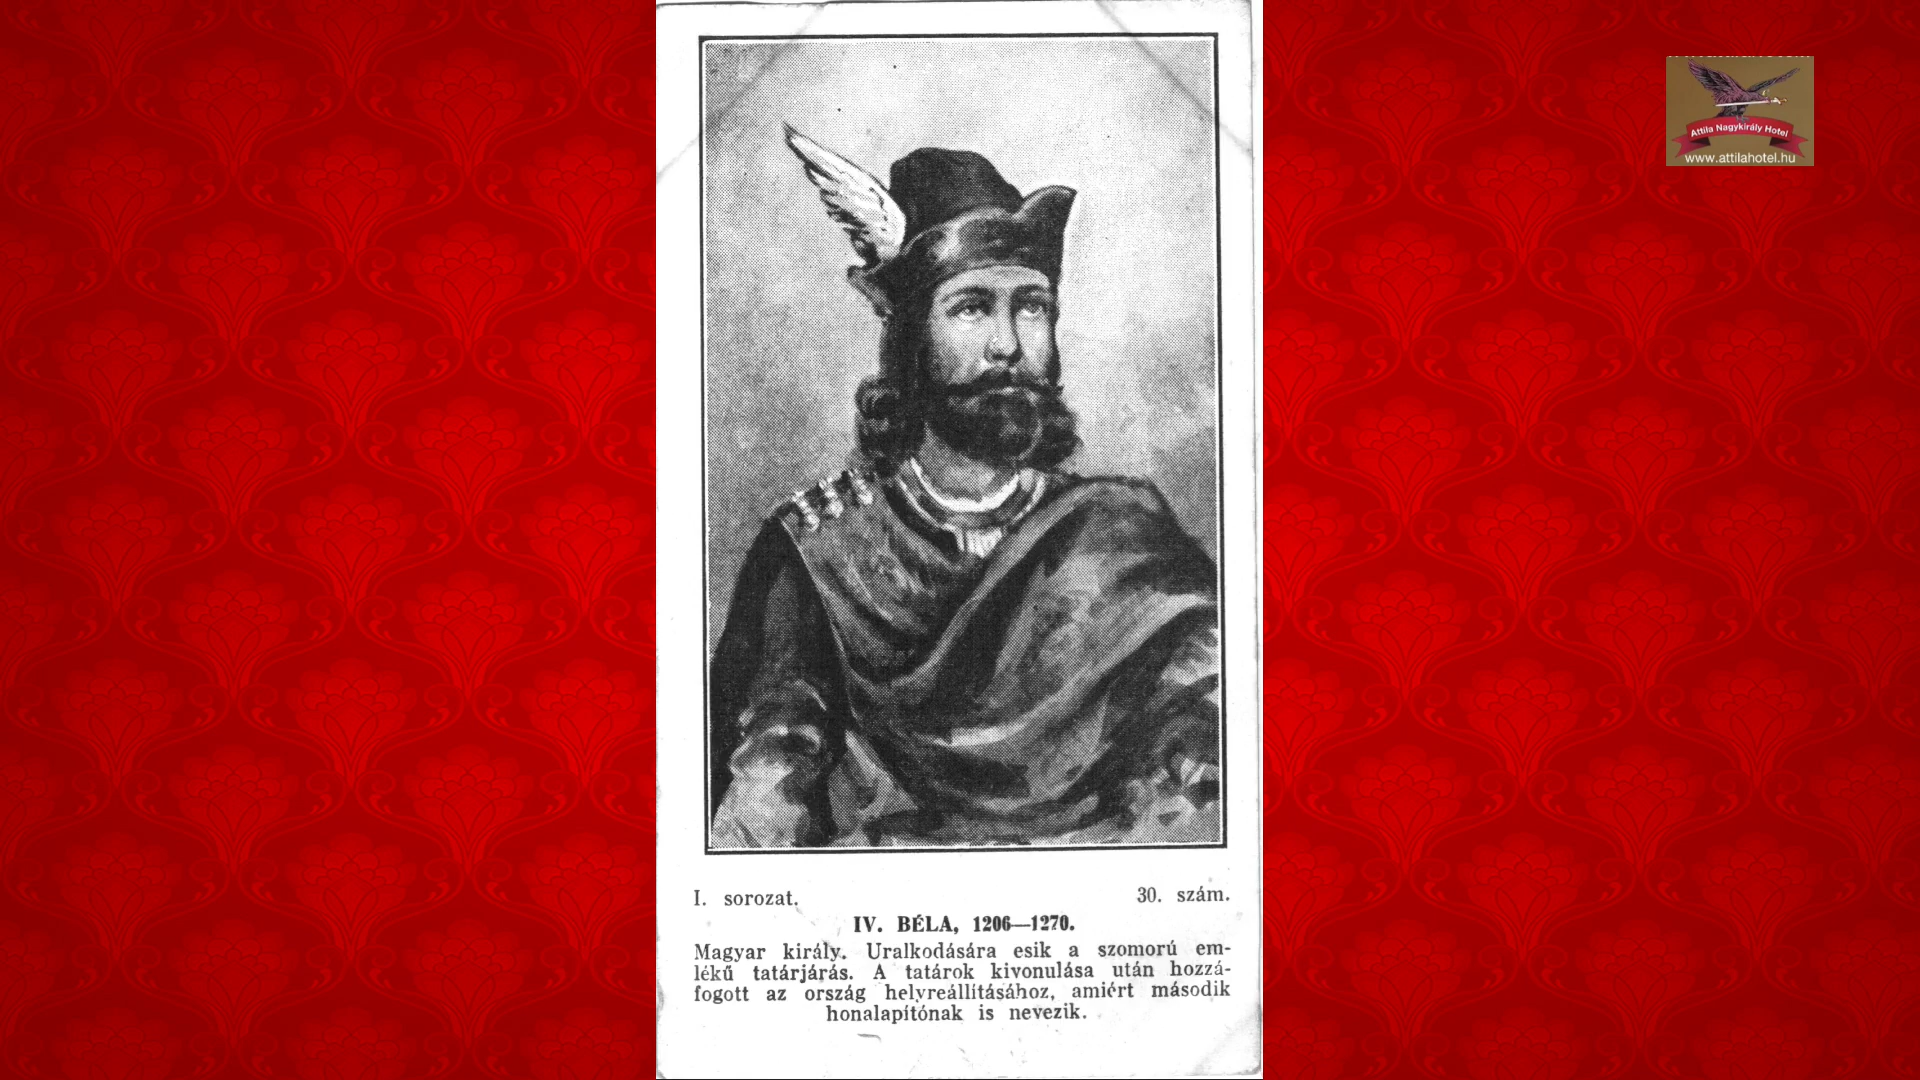 Attila Nagykirály Hotel
www.attilahotel.hu
I. sorozat.
30. szám.
IV. BÉLA, 1206—1270.
Magyar király. Uralkodására esik a szomorú em-
lékű tatárjárás. A tatárok kivonulása után hozzá-
fogott az ország helyreállításához, amiért második
honalapítónak is nevezik.